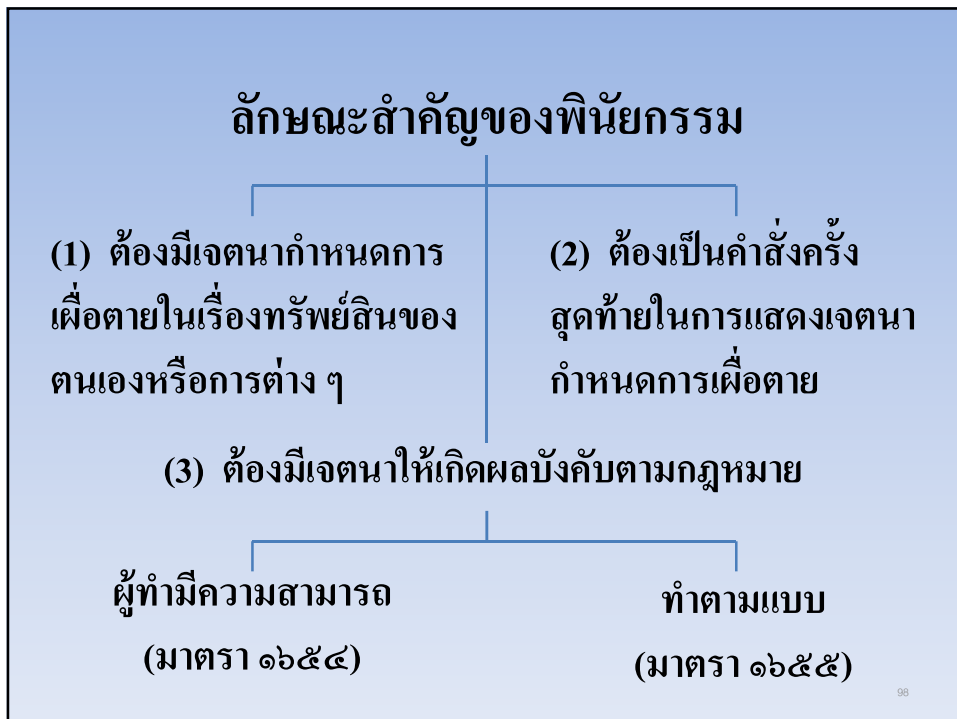 ลักษณะสำคัญของพินัยกรรม
(1) ต้องมีเจตนากำหนดการ
เผื่อตายในเรื่องทรัพย์สินของ
ตนเองหรือการต่าง ๆ
(2) ต้องเป็นคำสั่งครั้ง
สุดท้ายในการแสดงเจตนา
กำหนดการเผื่อตาย
(3) ต้องมีเจตนาให้เกิดผลบังคับตามกฎหมาย
ผู้ทำมีความสามารถ
(มาตรา ๑๖๕๔)
ทำตามแบบ
(มาตรา ๑๖๕๕)
98